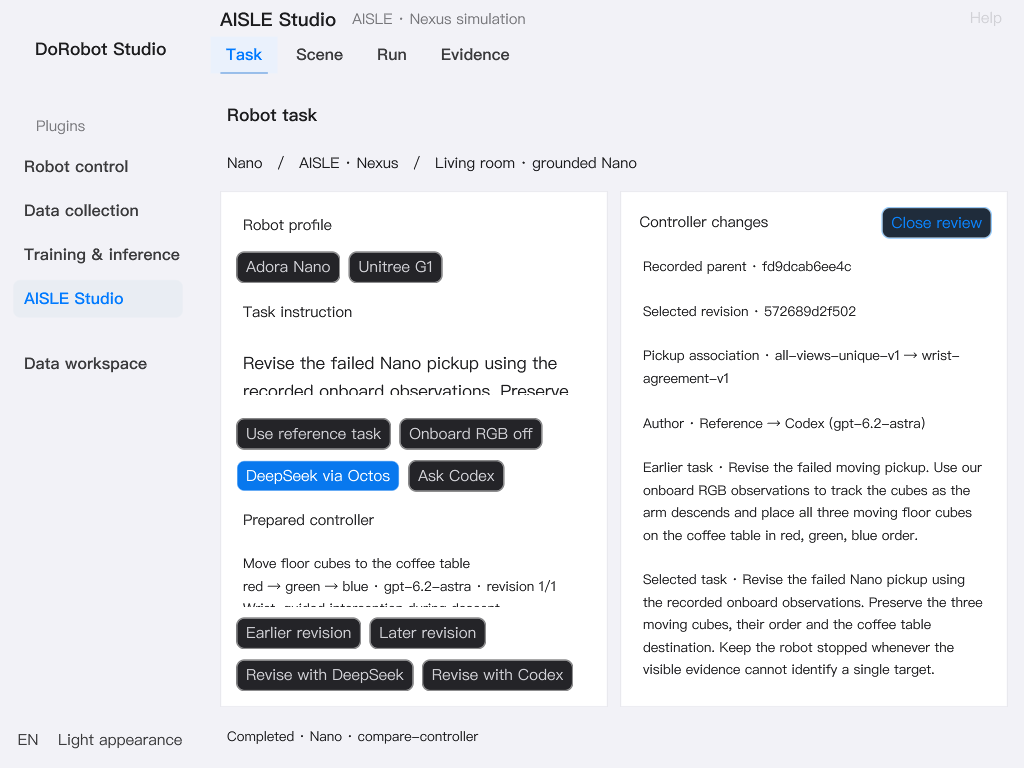 AISLE Studio AISLE · Nexus simulation
Help
DoRobot Studio
Task Scene Run Evidence
Plugins
Robot control
Data collection
Training & inference
AISLE Studio
Data workspace
EN Light appearance
Robot task
Nano / AISLE · Nexus / Living room · grounded Nano
Robot profile
Adora Nano Unitree G1
Task instruction
Revise the failed Nano pickup using the
recorded onboard observations. Preserve
Use reference task Onboard RGB off
DeepSeek via Octos Ask Codex
Prepared controller
Move floor cubes to the coffee table
red → green → blue · gpt-6.2-astra · revision 1/1
Wrist-guided interception during descent
Earlier revision Later revision
Revise with DeepSeek Revise with Codex
Controller changes
Close review
Recorded parent · fd9dcab6ee4c
Selected revision · 572689d2f502
Pickup association · all-views-unique-v1 → wrist-
agreement-v1
Author · Reference → Codex (gpt-6.2-astra)
Earlier task · Revise the failed moving pickup. Use our
onboard RGB observations to track the cubes as the
arm descends and place all three moving floor cubes
on the coffee table in red, green, blue order.
Selected task · Revise the failed Nano pickup using
the recorded onboard observations. Preserve the three
moving cubes, their order and the coffee table
destination. Keep the robot stopped whenever the
visible evidence cannot identify a single target.
Completed · Nano · compare-controller